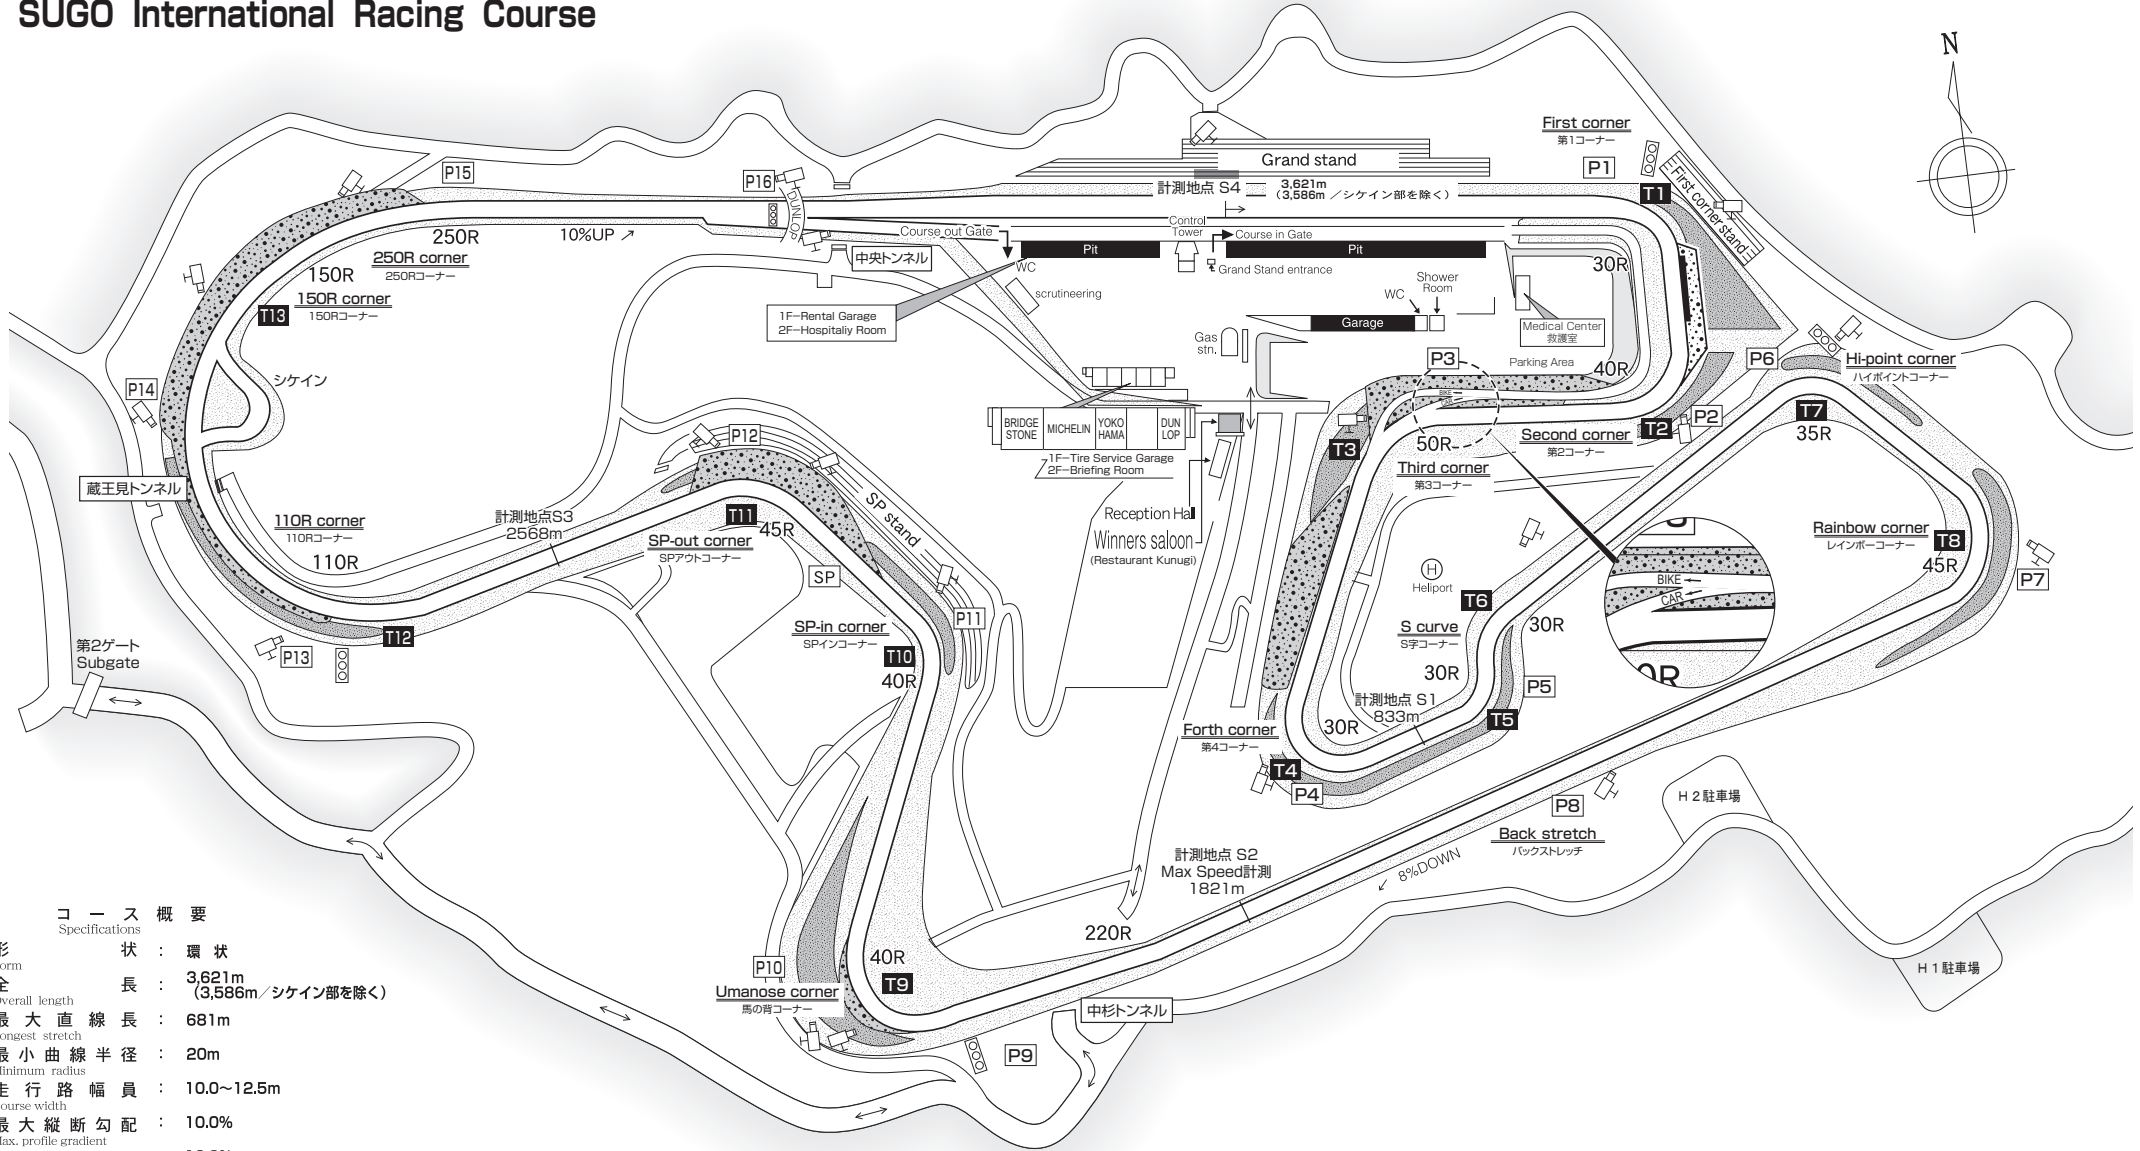 SUGO International Racing Course
N
First corner
第1コーナー
P1
T1
First corner stand
Grand stand
計測地点 S4
3,621m
(3,586m／シケイン部を除く)
P15
P16
DUNLOP
250R
10%UP
250R corner
250Rコーナー
150R
150R corner
150Rコーナー
T13
Course out Gate
Control
Tower
Course in Gate
Pit
Pit
中央トンネル
WC
Grand Stand entrance
scrutineering
1F-Rental Garage
2F-Hospitaliy Room
WC
Shower
Room
Garage
Gas
stn.
30R
Medical Center
救護室
Parking Area
40R
P3
BIKE
CAR
P6
Hi-point corner
ハイポイントコーナー
P14
シケイン
BRIDGE
STONE
MICHELIN
YOKO
HAMA
DUN
LOP
1F-Tire Service Garage
2F-Briefing Room
T3
50R
Third corner
第3コーナー
Second corner
第2コーナー
T2
P2
T7
35R
P12
SP stand
蔵王見トンネル
110R corner
110Rコーナー
110R
計測地点S3
2568m
T11
45R
SP-out corner
SPアウトコーナー
SP
Reception Hall
Winners saloon
(Restaurant Kunugi)
Rainbow corner
レインボーコーナー
T8
45R
P7
H
Heliport
T6
BIKE
CAR
0R
S curve
S字コーナー
30R
30R
P11
SP-in corner
SPインコーナー
T10
40R
T12
P13
第2ゲート
Subgate
P5
計測地点 S1
833m
T5
30R
Forth corner
第4コーナー
T4
P4
P8
Back stretch
バックストレッチ
8%DOWN
H2駐車場
計測地点 S2
Max Speed計測
1821m
220R
H1駐車場
P10
40R
T9
Umanose corner
馬の背コーナー
中杉トンネル
P9
コース概要
Specifications
形状 : 環状
orm
全長 : 3,621m
(3,586m／シケイン部を除く)
verall length
最大直線長 : 681m
ongest stretch
最小曲線半径 : 20m
inimum radius
走行路幅員 : 10.0〜12.5m
ourse width
最大縦断勾配 : 10.0%
ax. profile gradient